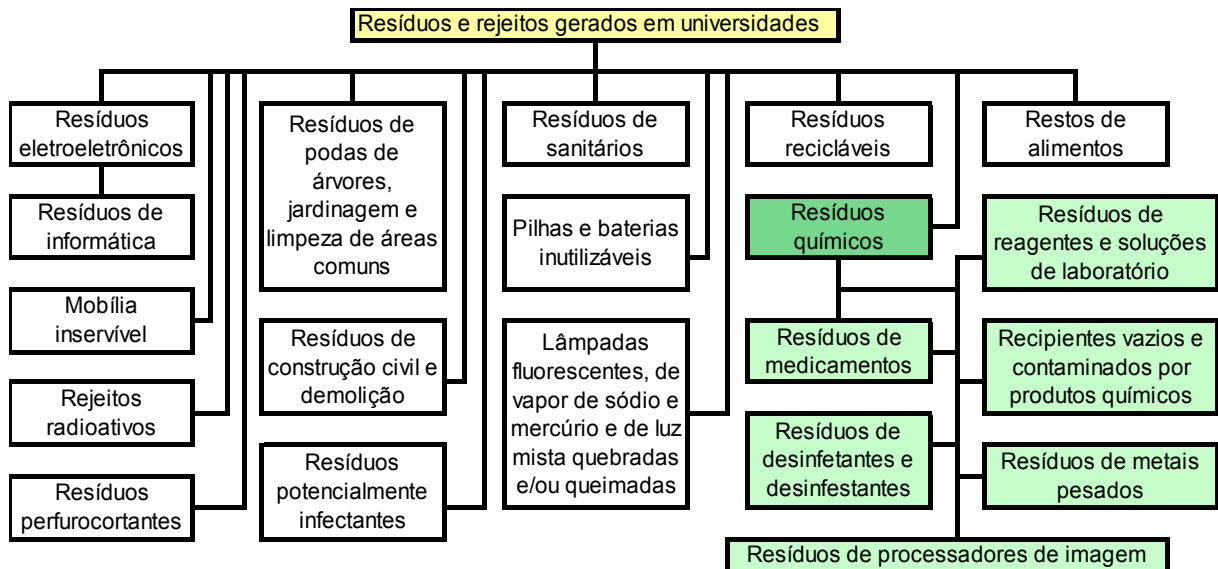 Resíduos e rejeitos gerados em universidades
Resíduos
eletroeletrônicos
Resíduos de
informática
Mobília
inservível
Rejeitos
radioativos
Resíduos
perfurocortantes
Resíduos de
podas de
árvores,
jardinagem e
limpeza de áreas
comuns
Resíduos de
construção civil e
demolição
Resíduos
potencialmente
infectantes
Resíduos de
sanitários
Pilhas e baterias
inutilizáveis
Lâmpadas
fluorescentes, de
vapor de sódio e
mercúrio e de luz
mista quebradas
e/ou queimadas
Resíduos
recicláveis
Resíduos
químicos
Resíduos de
medicamentos
Resíduos de
desinfetantes e
desinfestantes
Restos de
alimentos
Resíduos de
reagentes e soluções
de laboratório
Recipientes vazios e
contaminados por
produtos químicos
Resíduos de metais
pesados
Resíduos de processadores de imagem